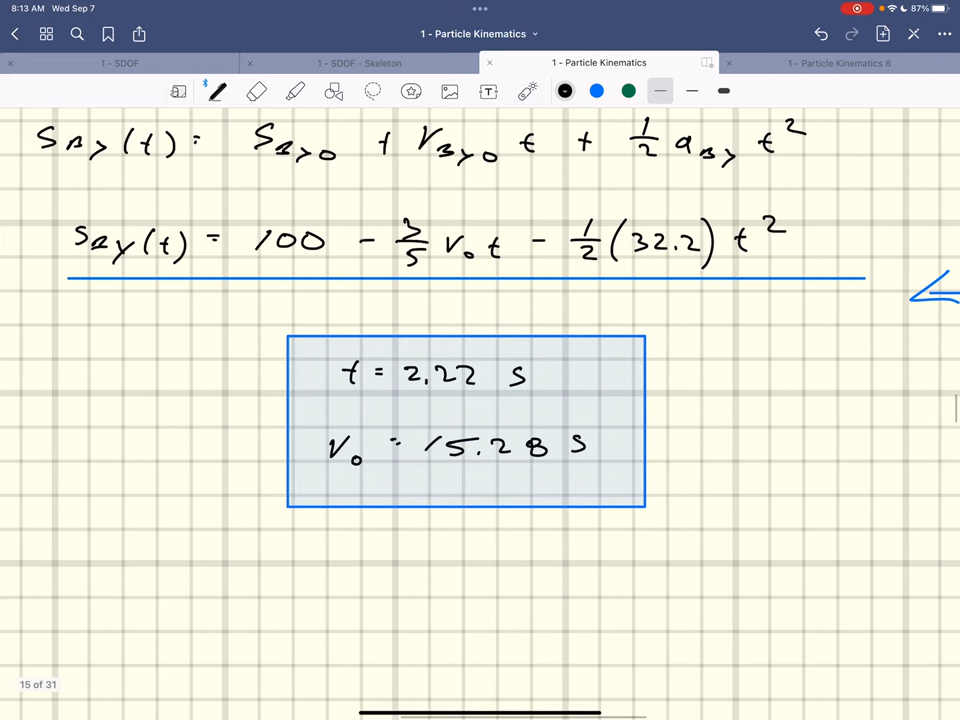 8:13 AM Wed Sep 7
87%
1 - Particle Kinematics
1 - SDOF
1 - SDOF - Skeleton
1 - Particle Kinematics
1 - Particle Kinematics 8
S_By(t) = S_By0 + V_By0 t + 1/2 a_By t^2
S_By(t) = 100 - 3/5 v_0 t - 1/2 (32.2) t^2
t = 2.22 s
V_0 = 15.28 s
15 of 31